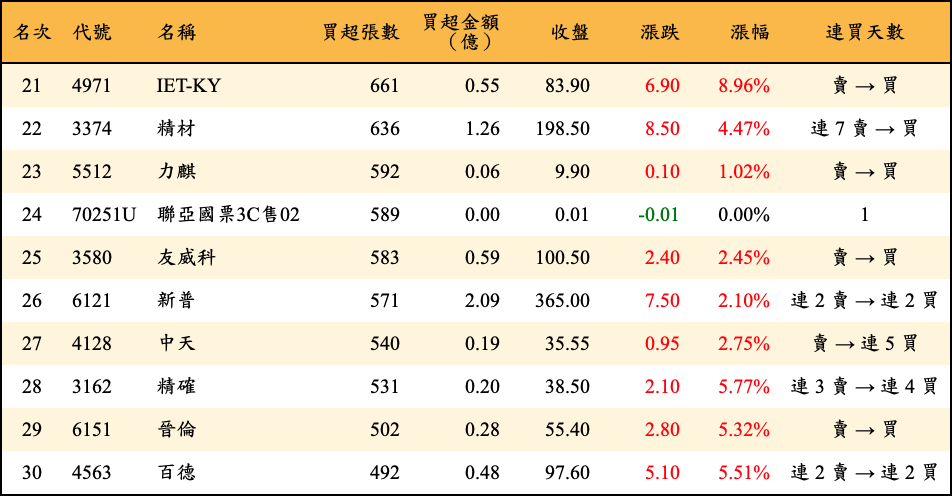 名次 代號 名稱 買超張數 買超金額（億） 收盤 漲跌 漲幅 連買天數
21 4971 IET-KY 661 0.55 83.90 6.90 8.96% 賣 → 買
22 3374 精材 636 1.26 198.50 8.50 4.47% 連 7 賣 → 買
23 5512 力麒 592 0.06 9.90 0.10 1.02% 賣 → 買
24 70251U 聯亞國票3C售02 589 0.00 0.01 -0.01 0.00% 1
25 3580 友威科 583 0.59 100.50 2.40 2.45% 賣 → 買
26 6121 新普 571 2.09 365.00 7.50 2.10% 連 2 賣 → 連 2 買
27 4128 中天 540 0.19 35.55 0.95 2.75% 賣 → 連 5 買
28 3162 精確 531 0.20 38.50 2.10 5.77% 連 3 賣 → 連 4 買
29 6151 晉倫 502 0.28 55.40 2.80 5.32% 賣 → 買
30 4563 百德 492 0.48 97.60 5.10 5.51% 連 2 賣 → 連 2 買